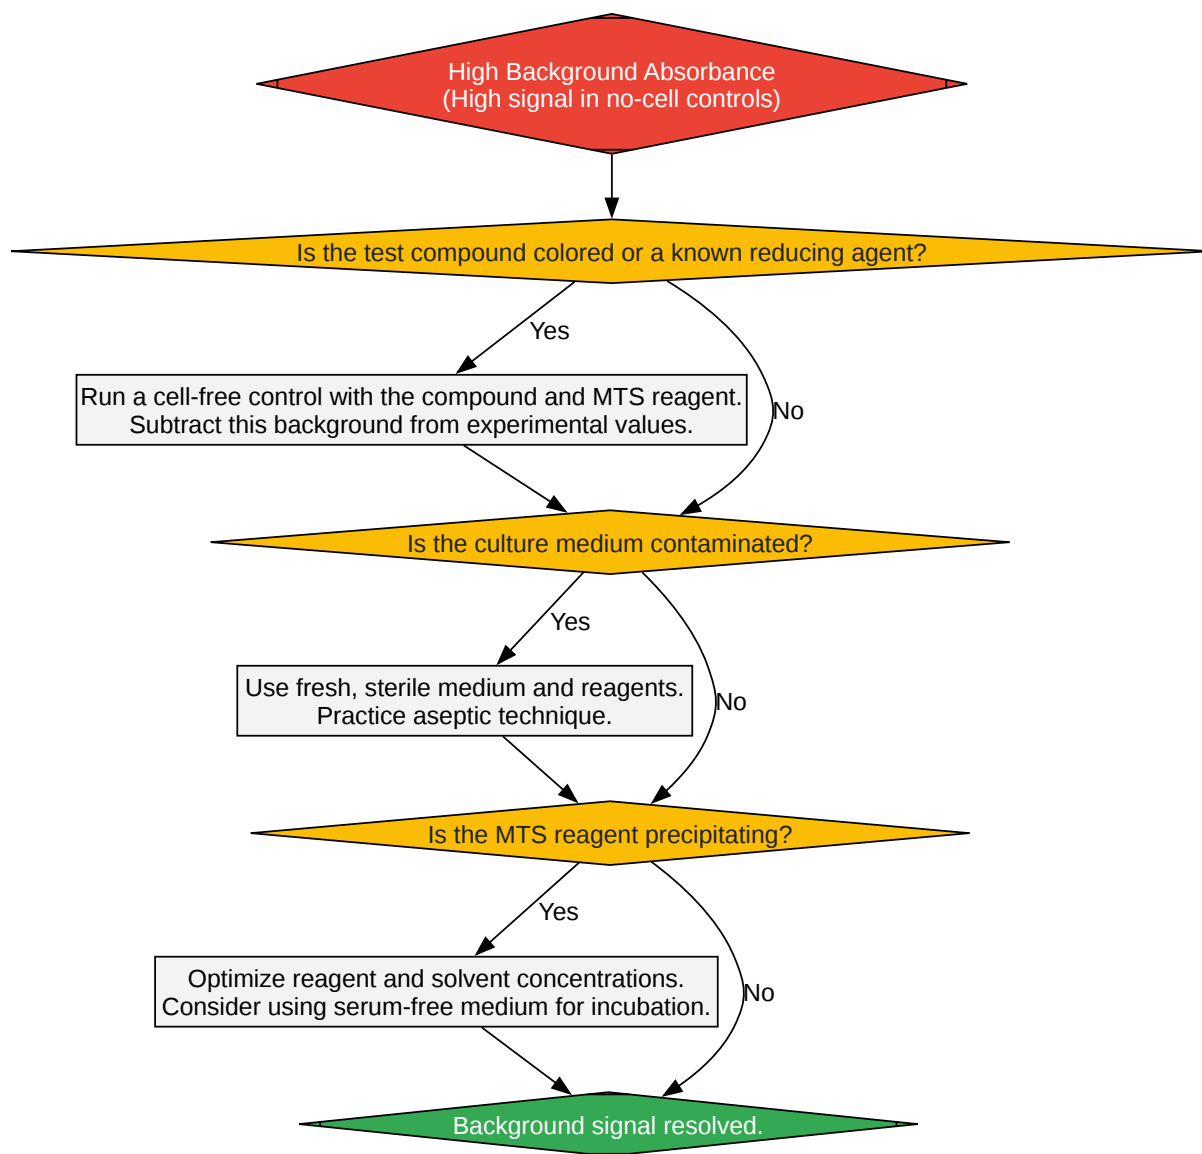 High Background Absorbance
(High signal in no-cell controls)
Is the test compound colored or a known reducing agent?
Yes
Run a cell-free control with the compound and MTS reagent.
Subtract this background from experimental values.
No
Is the culture medium contaminated?
Yes
Use fresh, sterile medium and reagents.
Practice aseptic technique.
No
Is the MTS reagent precipitating?
Yes
Optimize reagent and solvent concentrations.
Consider using serum-free medium for incubation.
No
Background signal resolved.